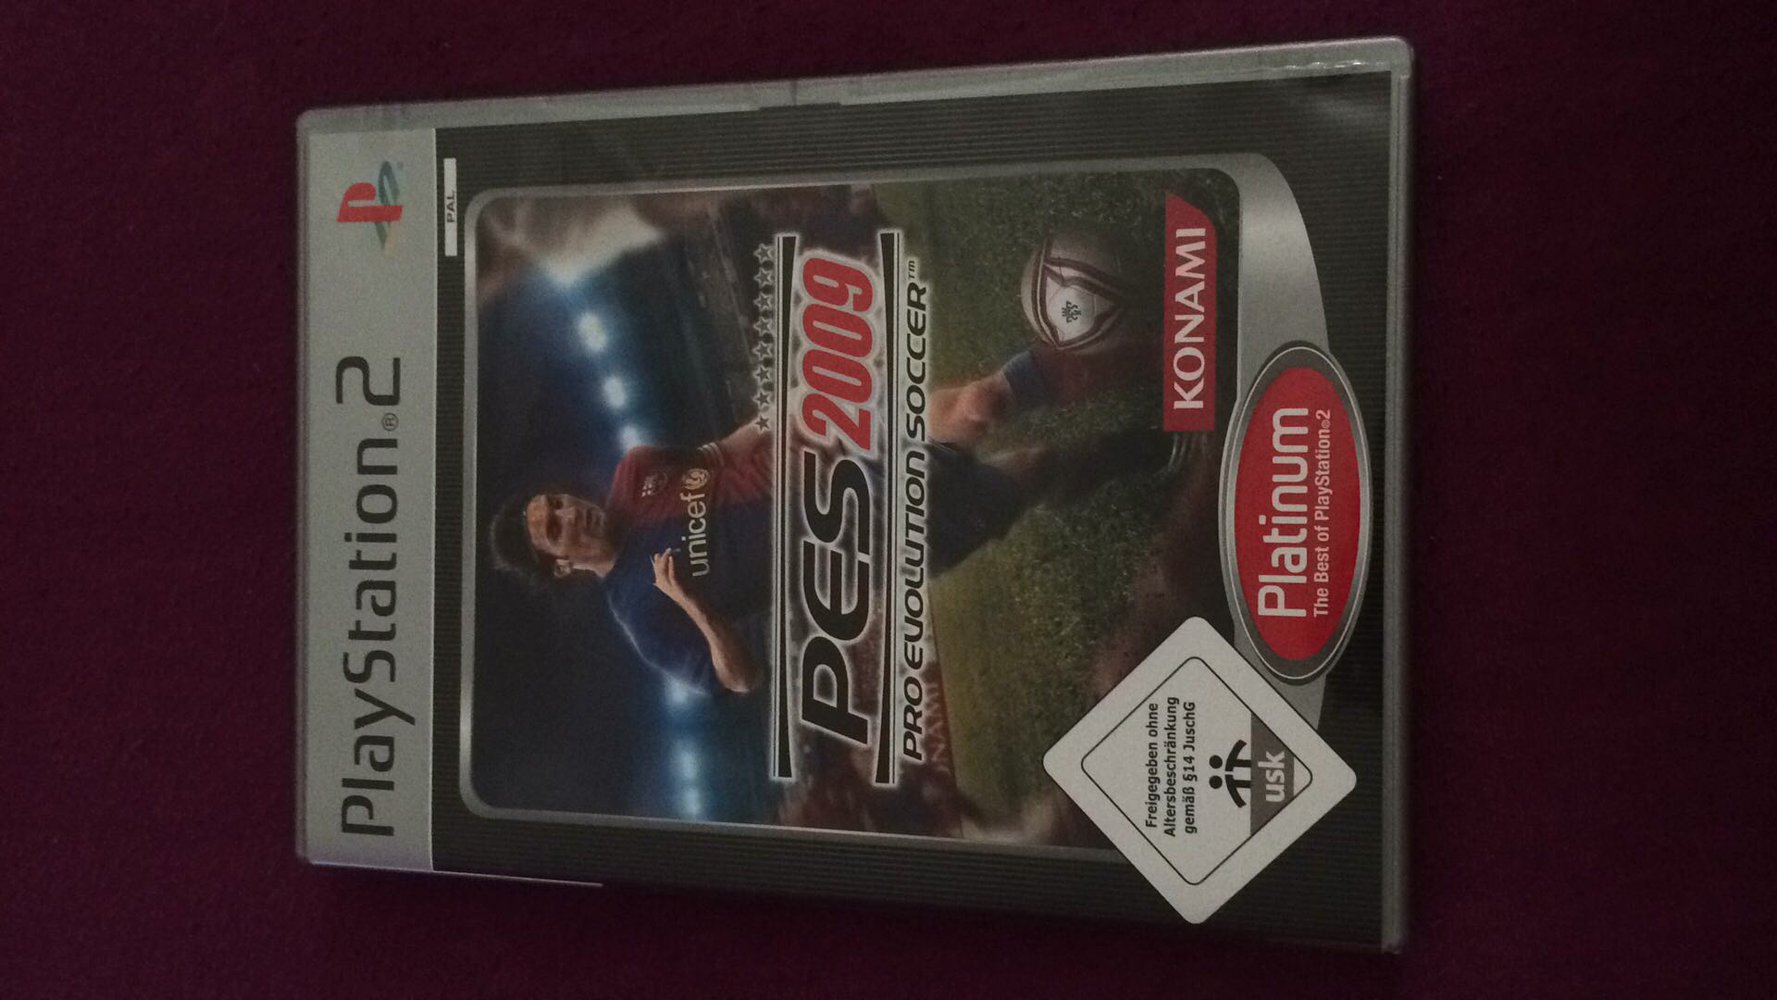 PlayStation®2
PAL
unicef
PES 2009
PRO EVOLUTION SOCCER™
KONAMI
Platinum
The Best of PlayStation®2
Freigegeben ohne
Altersbeschränkung
gemäß §14 JuSchG
usk